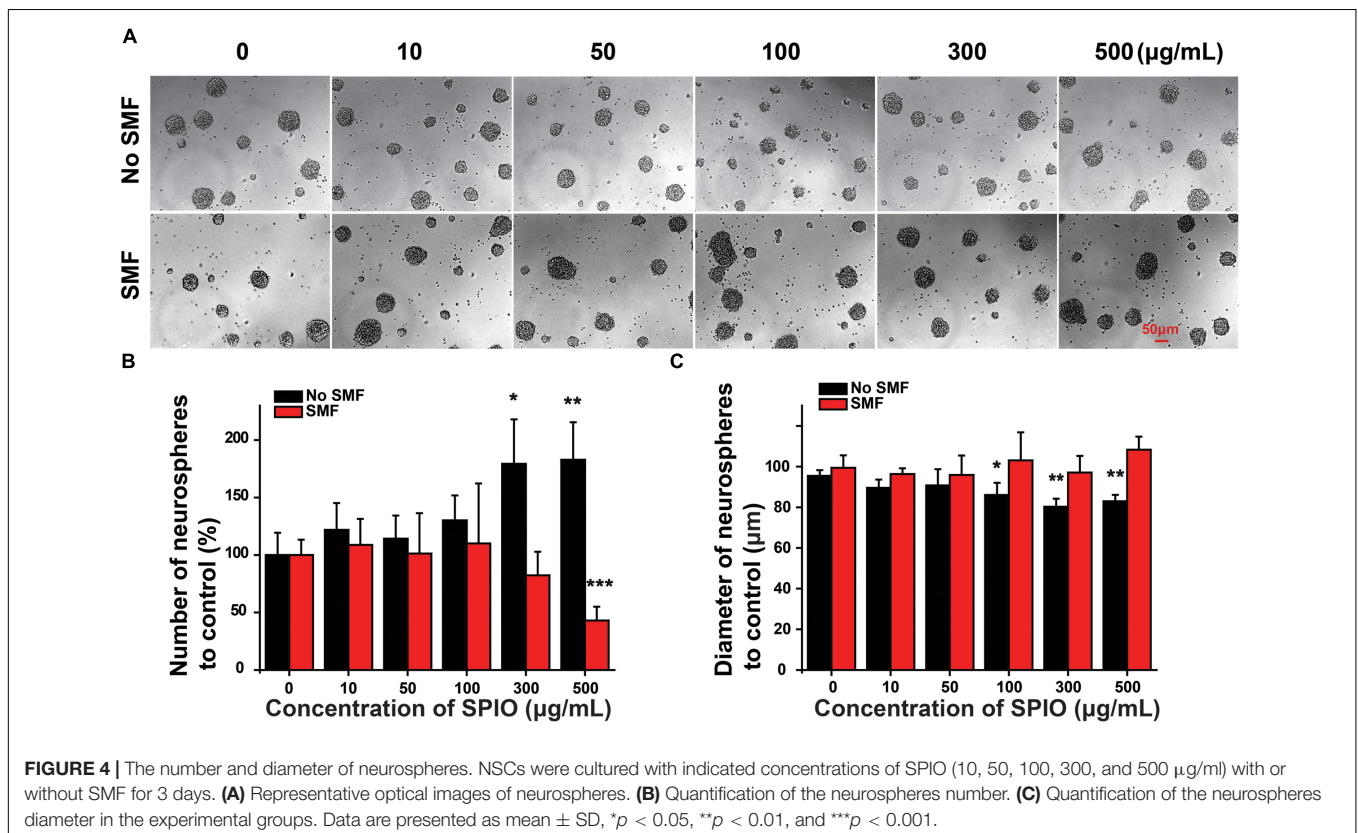 A
0 10 50 100 300 500 (µg/mL)
No SMF
SMF
50µm
B
Number of neurospheres
to control (%)
No SMF
SMF
200
150
100
50
0
* **
***
0 10 50 100 300 500
Concentration of SPIO (µg/mL)
C
Diameter of neurospheres
to control (µm)
No SMF
SMF
100
80
60
40
20
0
* ** **
0 10 50 100 300 500
Concentration of SPIO (µg/mL)
FIGURE 4 | The number and diameter of neurospheres. NSCs were cultured with indicated concentrations of SPIO (10, 50, 100, 300, and 500 µg/ml) with or
without SMF for 3 days. (A) Representative optical images of neurospheres. (B) Quantification of the neurospheres number. (C) Quantification of the neurospheres
diameter in the experimental groups. Data are presented as mean ± SD, *p < 0.05, **p < 0.01, and ***p < 0.001.